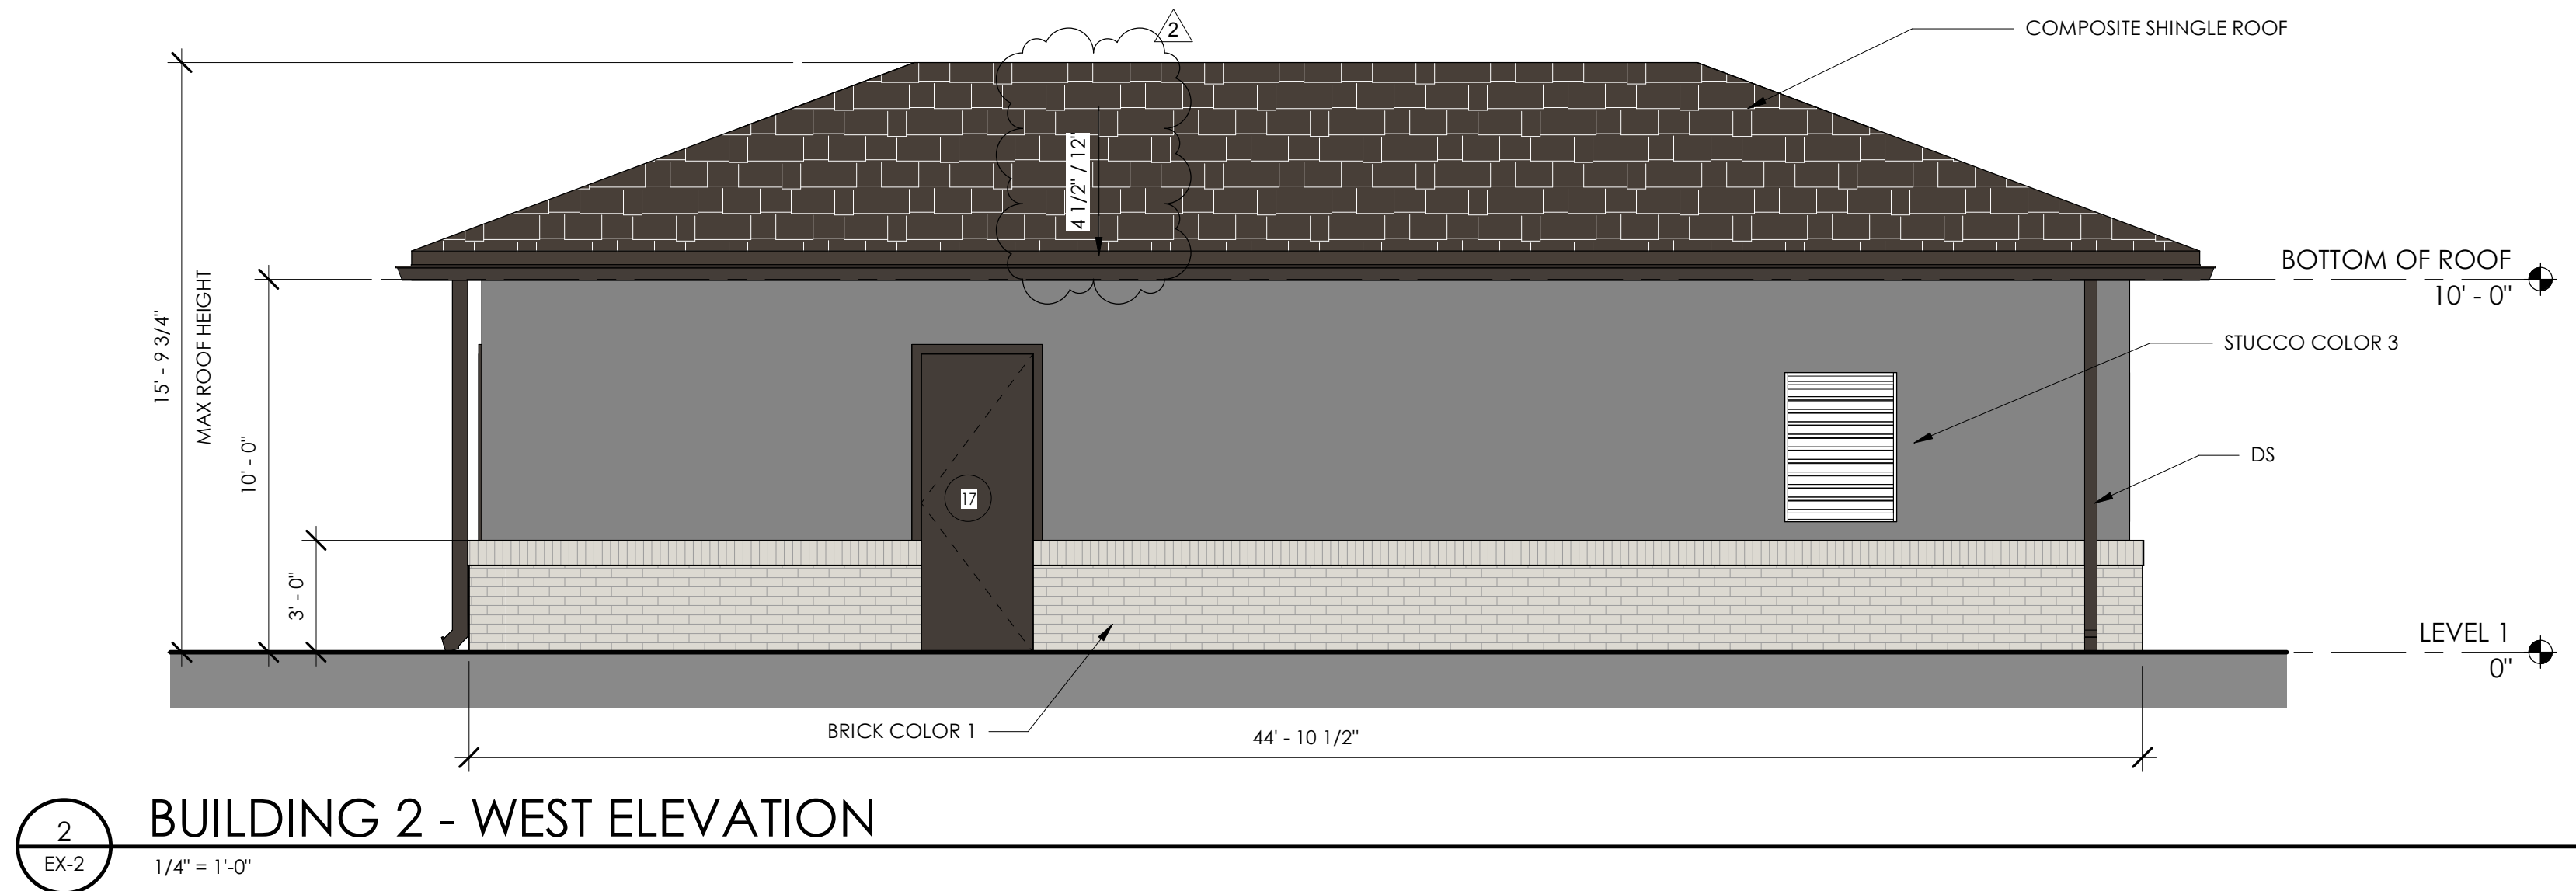 2
COMPOSITE SHINGLE ROOF
4 1/2" / 12"
BOTTOM OF ROOF
10' - 0"
15' - 9 3/4"
MAX ROOF HEIGHT
STUCCO COLOR 3
10' - 0"
DS
17
3' - 0"
LEVEL 1
0"
BRICK COLOR 1
44' - 10 1/2"
2
EX-2
BUILDING 2 - WEST ELEVATION
1/4" = 1'-0"